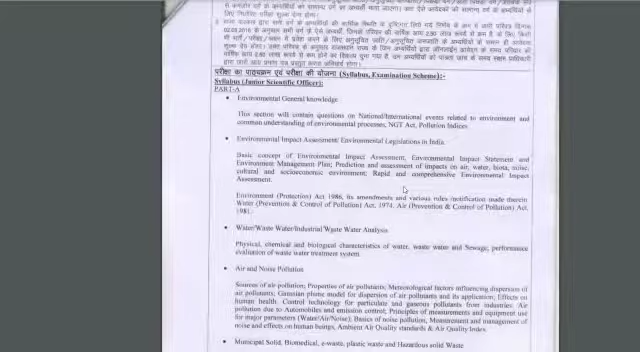 लिए निर्धारित परीक्षा शुल्क देना होगा।
परीक्षा का पाठ्यक्रम एवं परीक्षा की योजना (Syllabus, Examination Scheme):-
Syllabus (Junior Scientific Officer):
PART-A
• Environmental General knowledge
This section will contain questions on National/International events related to environment and
common understanding of environmental processes, NGT Act, Pollution Indices
• Environmental Impact Assessment/ Environmental Legislations in India.
Basic concept of Environmental Impact Assessment, Environmental Impact Statement and
Environment Management Plan; Prediction and assessment of impacts on air, water, biota, noise,
cultural and socioeconomic environment; Rapid and comprehensive Environmental Impact
Assessment.
Environment (Protection) Act 1986, its amendments and various rules/notification made therein
Water (Prevention & Control of Pollution) Act, 1974. Air (Prevention & Control of Pollution) Act,
1981.
• Water/Waste Water/Industrial Waste Water Analysis
Physical, chemical and biological characteristics of water, waste water and Sewage; performance
evaluation of waste water treatment system.
• Air and Noise Pollution
Sources of air pollution; Properties of air pollutants; Meteorological factors influencing dispersion of
air pollutants; Gaussian plume model for dispersion of air pollutants and its application; Effects on
human health. Control technology for particulate and gaseous pollutants from industries. Air
pollution due to Automobiles and emission control; Principles of measurements and equipment use
for major parameters (Water/Air/Noise); Basics of noise pollution, Measurement and management of
noise and effects on human beings, Ambient Air Quality standards & Air Quality Index.
• Municipal Solid, Biomedical, e-waste, plastic waste and Hazardous solid Waste